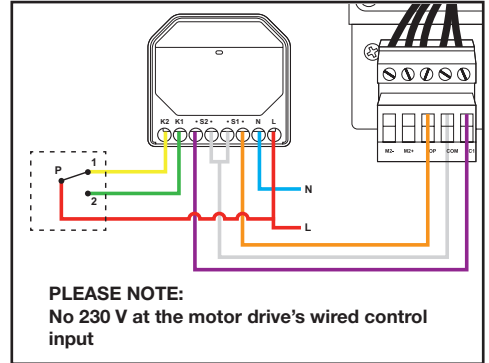 K2 K1 • S2 • • S1 • N L
P 1
2
N
L
M2- M2+ OP COM C1
PLEASE NOTE:
No 230 V at the motor drive's wired control
input